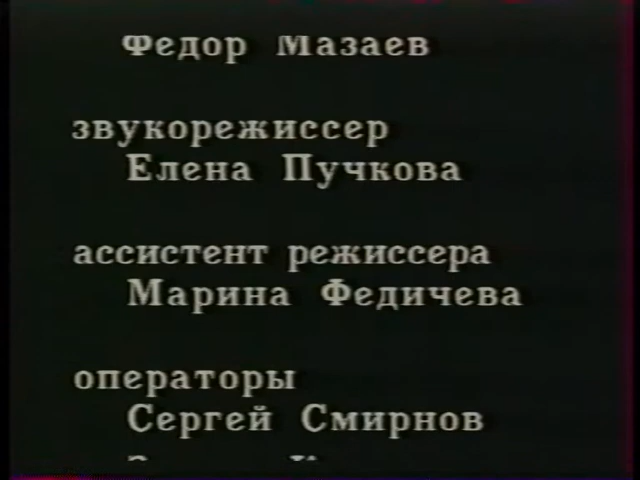 Федор Мазаев
звукорежиссер
Елена Пучкова
ассистент режиссера
Марина Федичева
операторы
Сергей Смирнов